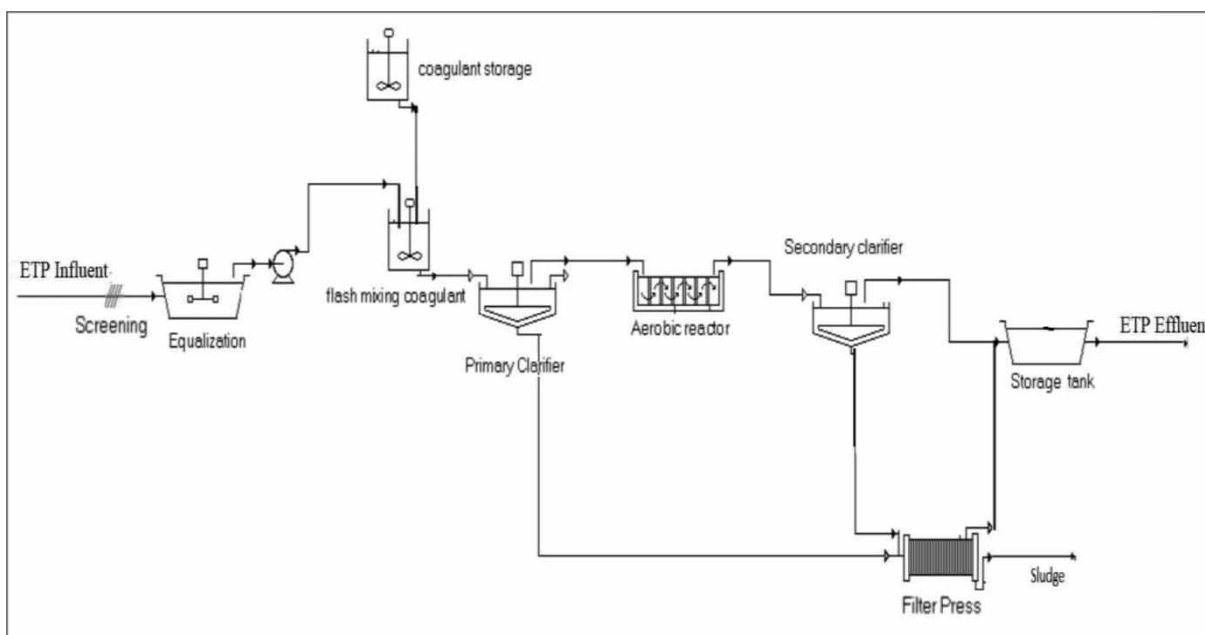 coagulant storage
ETP Influent
Screening
Equalization
flash mixing coagulant
Primary Clarifier
Aerobic reactor
Secondary clarifier
Storage tank
ETP Effluen
Filter Press
Sludge